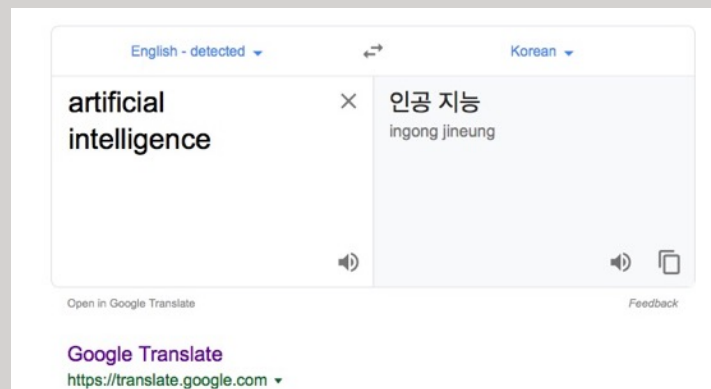 English - detected
Korean
artificial
intelligence
인공 지능
ingong jineung
Open in Google Translate
Feedback
Google Translate
https://translate.google.com